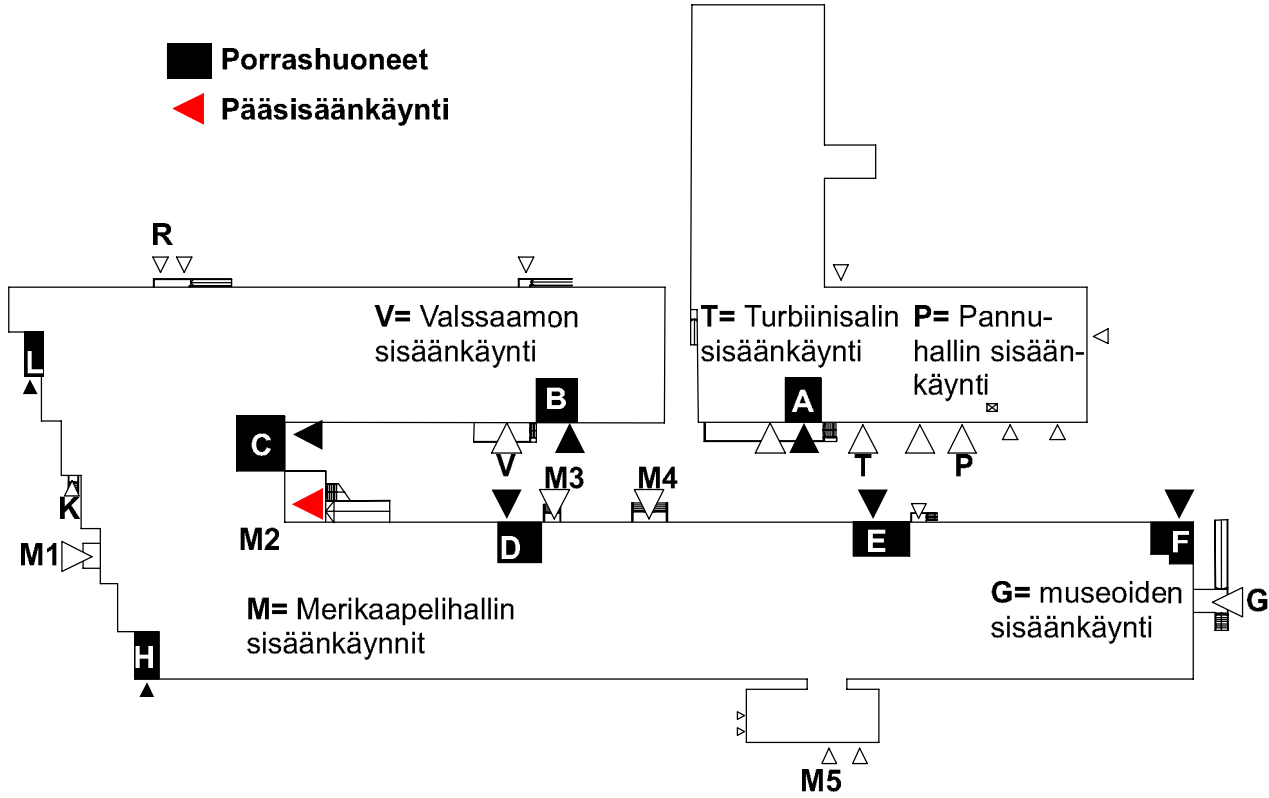 Porrashuoneet
Pääsisäänkäynti
R
V= Valssaamon
sisäänkäynti
T= Turbiinisalin
sisäänkäynti
P= Pannu-
hallin sisään-
käynti
L
B
A
C
V
M3
M4
T
P
K
M2
M1
D
E
F
M= Merikaapelihallin
sisäänkäynnit
G= museoiden
sisäänkäynti
G
H
M5